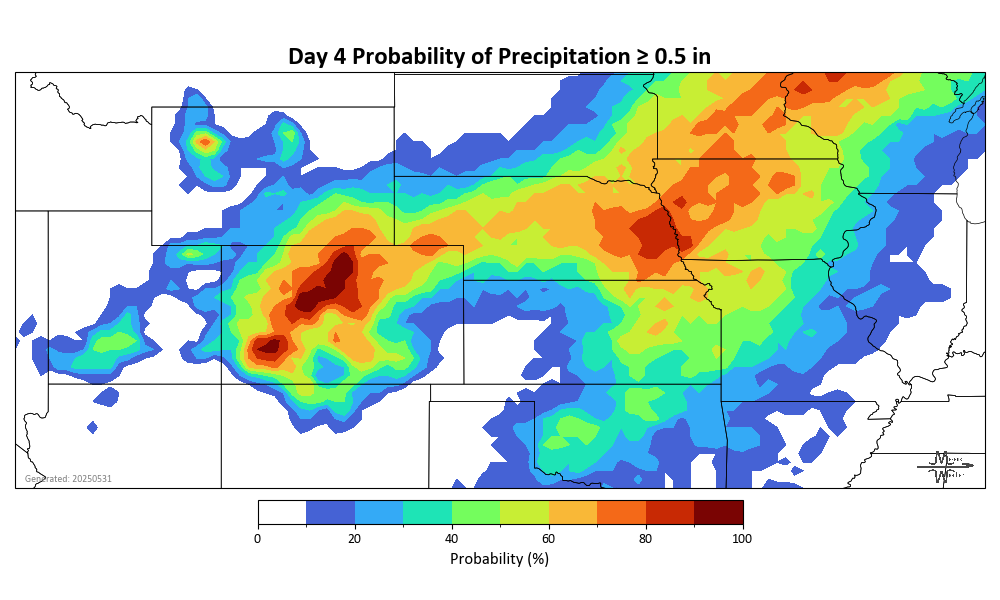 Day 4 Probability of Precipitation ≥ 0.5 in
Generated: 20250531
0 20 40 60 80 100
Probability (%)